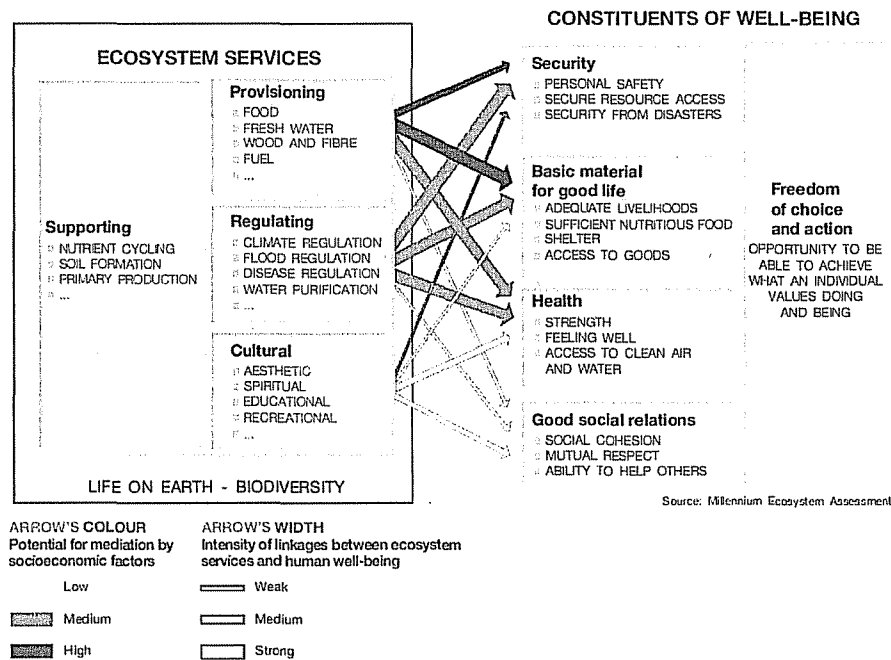 CONSTITUENTS OF WELL-BEING
ECOSYSTEM SERVICES
Supporting
NUTRIENT CYCLING
SOIL FORMATION
PRIMARY PRODUCTION
...
Provisioning
FOOD
FRESH WATER
WOOD AND FIBRE
FUEL
...
Regulating
CLIMATE REGULATION
FLOOD REGULATION
DISEASE REGULATION
WATER PURIFICATION
...
Cultural
AESTHETIC
SPIRITUAL
EDUCATIONAL
RECREATIONAL
...
LIFE ON EARTH - BIODIVERSITY
Security
PERSONAL SAFETY
SECURE RESOURCE ACCESS
SECURITY FROM DISASTERS
Basic material
for good life
ADEQUATE LIVELIHOODS
SUFFICIENT NUTRITIOUS FOOD
SHELTER
ACCESS TO GOODS
Health
STRENGTH
FEELING WELL
ACCESS TO CLEAN AIR
AND WATER
Good social relations
SOCIAL COHESION
MUTUAL RESPECT
ABILITY TO HELP OTHERS
Freedom
of choice
and action
OPPORTUNITY TO BE
ABLE TO ACHIEVE
WHAT AN INDIVIDUAL
VALUES DOING
AND BEING
Source: Millennium Ecosystem Assessment
ARROW'S COLOUR
Potential for mediation by
socioeconomic factors
Low
Medium
High
ARROW'S WIDTH
Intensity of linkages between ecosystem
services and human well-being
Weak
Medium
Strong